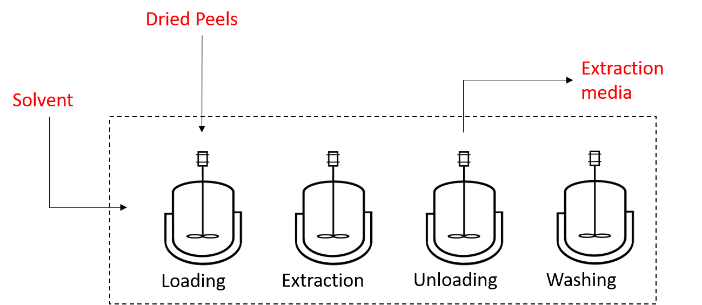 Dried Peels
Extraction
media
Solvent
Loading
Extraction
Unloading
Washing